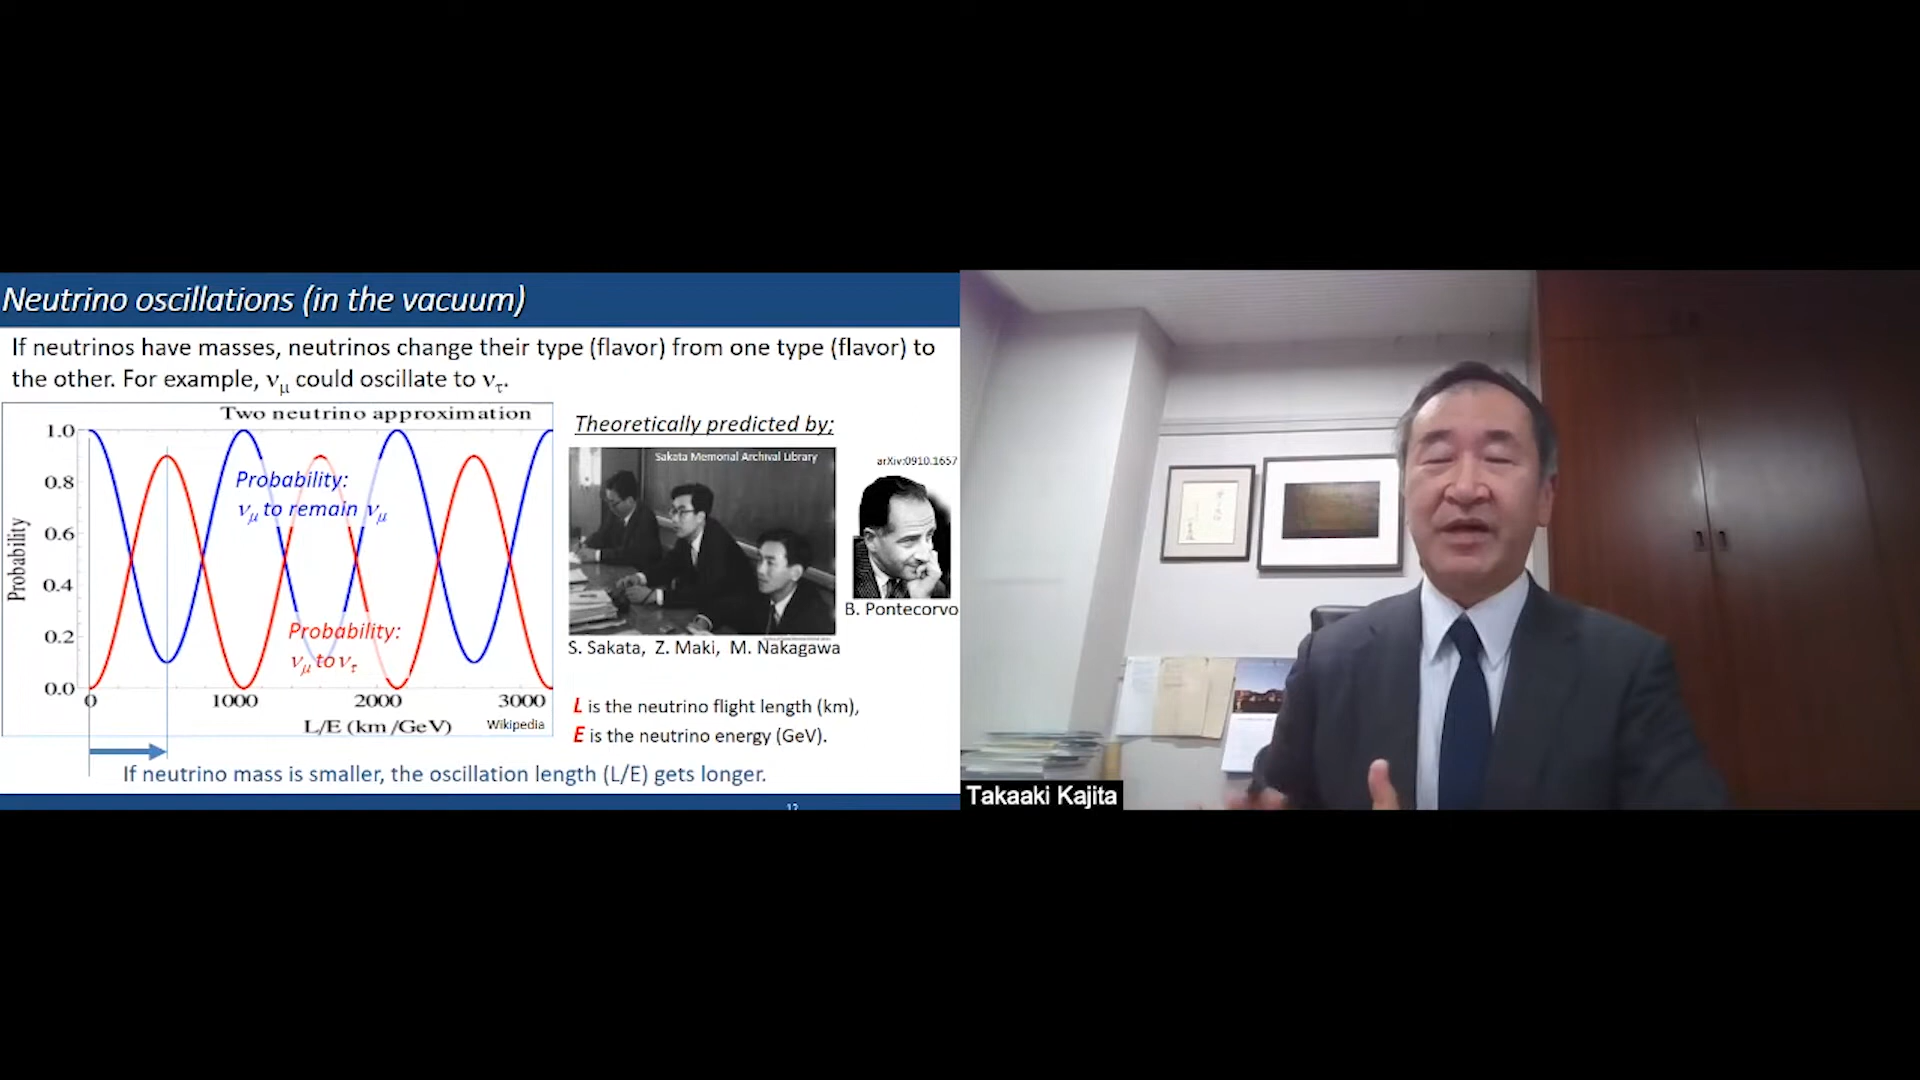 Neutrino oscillations (in the vacuum)
If neutrinos have masses, neutrinos change their type (flavor) from one type (flavor) to
the other. For example, νμ could oscillate to ντ.
Two neutrino approximation
1.0
0.8
0.6
0.4
0.2
0.0
Probability
Probability:
νμ to remain νμ
Probability:
νμ to ντ
0 1000 2000 3000
L/E (km/GeV)
Wikipedia
Theoretically predicted by;
Sakata Memorial Archival Library
S. Sakata, Z. Maki, M. Nakagawa
arXiv:0910.1657
B. Pontecorvo
L is the neutrino flight length (km),
E is the neutrino energy (GeV).
If neutrino mass is smaller, the oscillation length (L/E) gets longer.
12
Takaaki Kajita